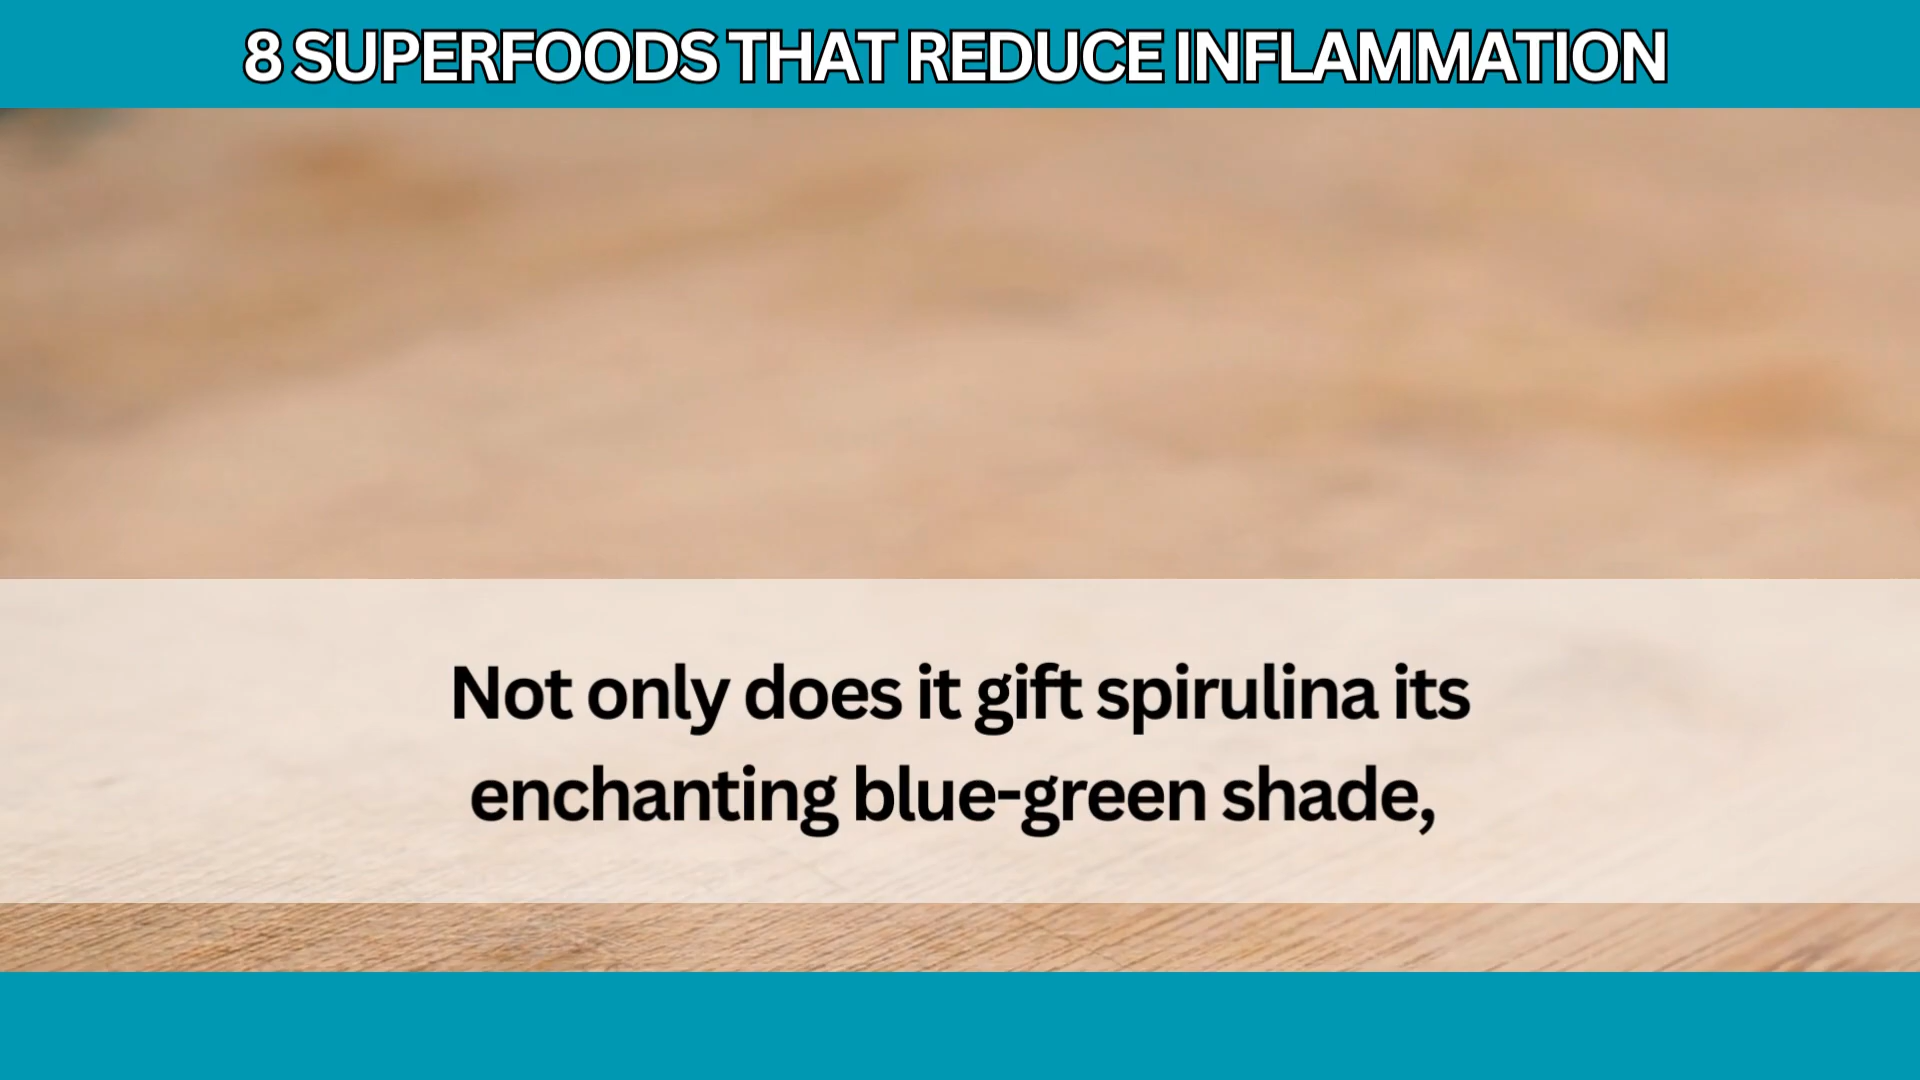 8 SUPERFOODS THAT REDUCE INFLAMMATION
Not only does it gift spirulina its
enchanting blue-green shade,